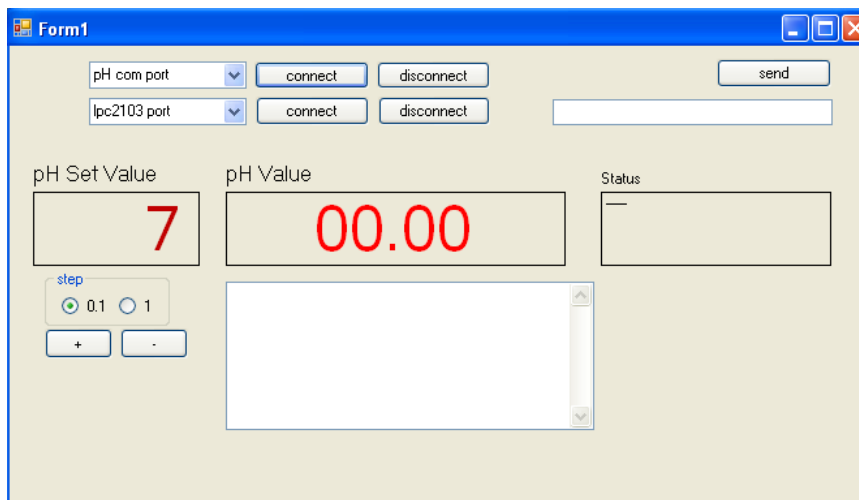 Form1
pH com port connect disconnect send
lpc2103 port connect disconnect
pH Set Value pH Value Status
7 00.00 —
step
0.1 1
+ -